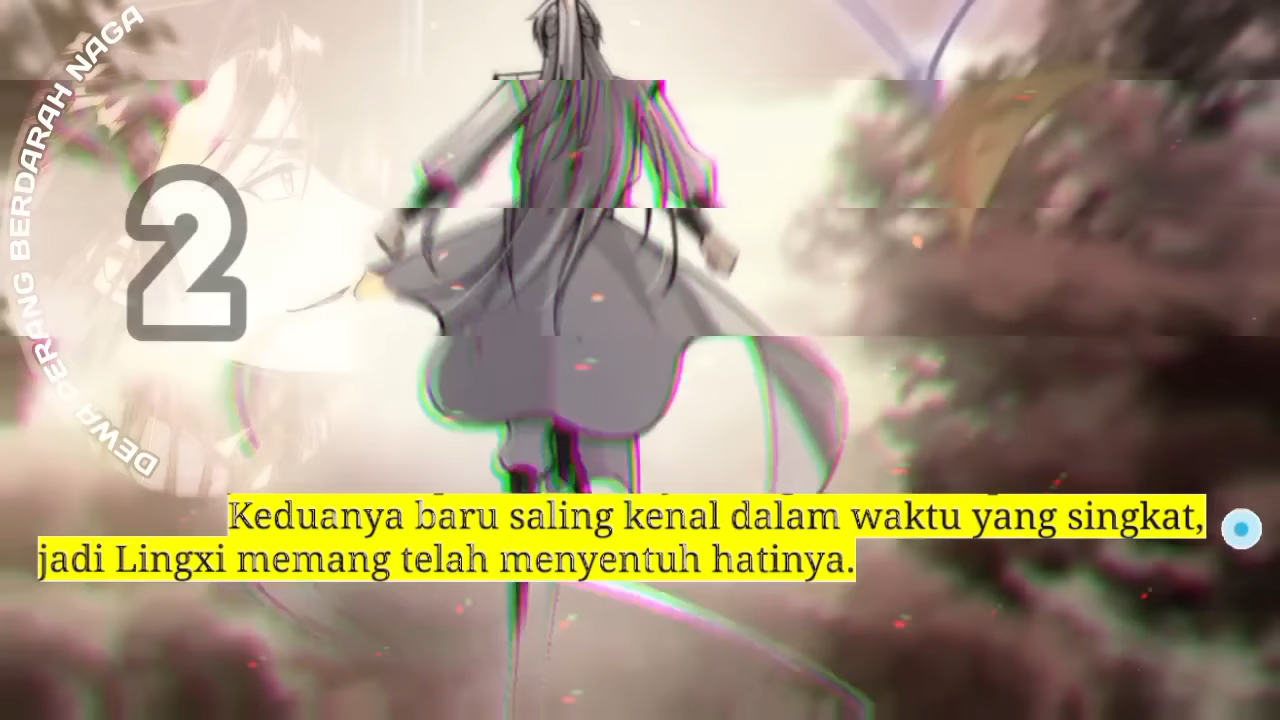 DEWA PERANG BERDARAH NAGA
2
Keduanya baru saling kenal dalam waktu yang singkat,
jadi Lingxi memang telah menyentuh hatinya.